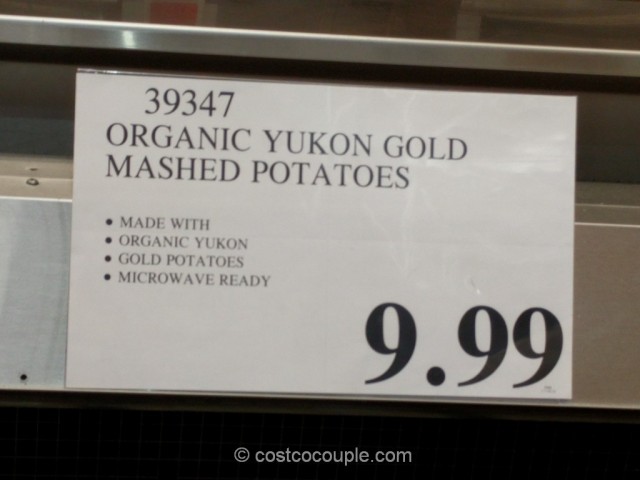 39347
ORGANIC YUKON GOLD
MASHED POTATOES
• MADE WITH
• ORGANIC YUKON
• GOLD POTATOES
• MICROWAVE READY
9.99
© costcocouple.com